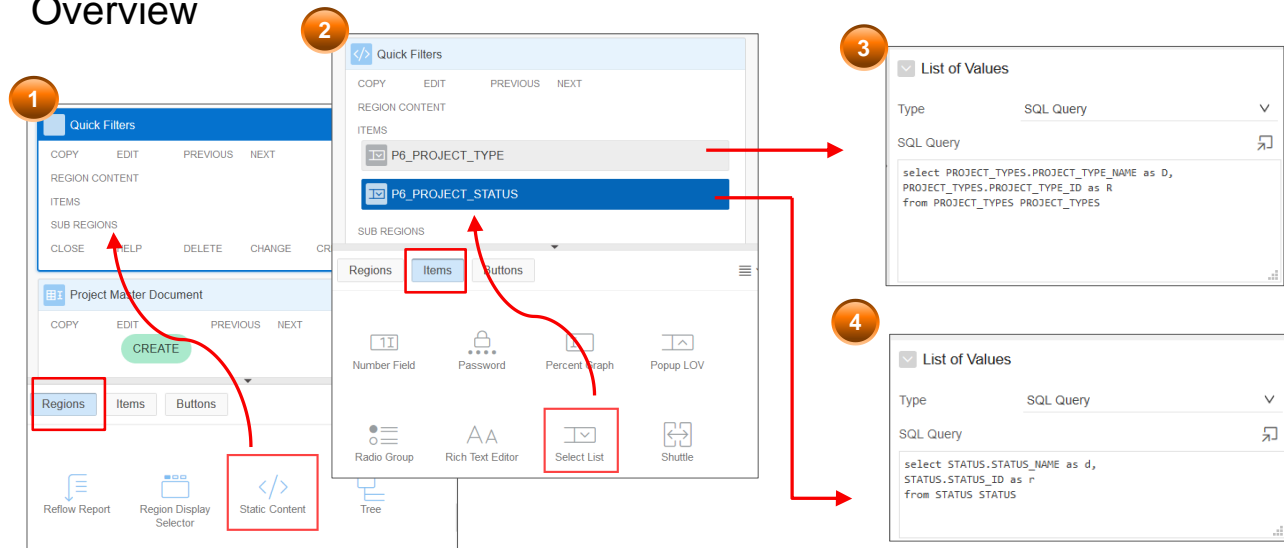 Overview
1
Quick Filters
COPY EDIT PREVIOUS NEXT
REGION CONTENT
ITEMS
SUB REGIONS
CLOSE HELP DELETE CHANGE
Project Master Document
COPY EDIT PREVIOUS NEXT
CREATE
Regions Items Buttons
Reflow Report Region Display Selector Static Content Tree
2
Quick Filters
COPY EDIT PREVIOUS NEXT
REGION CONTENT
ITEMS
P6_PROJECT_TYPE
P6_PROJECT_STATUS
SUB REGIONS
Regions Items Buttons
Number Field Password Percent Graph Popup LOV
Radio Group Rich Text Editor Select List Shuttle
3
List of Values
Type SQL Query
SQL Query
select PROJECT_TYPES.PROJECT_TYPE_NAME as D,
PROJECT_TYPES.PROJECT_TYPE_ID as R
from PROJECT_TYPES PROJECT_TYPES
4
List of Values
Type SQL Query
SQL Query
select STATUS.STATUS_NAME as d,
STATUS.STATUS_ID as r
from STATUS STATUS